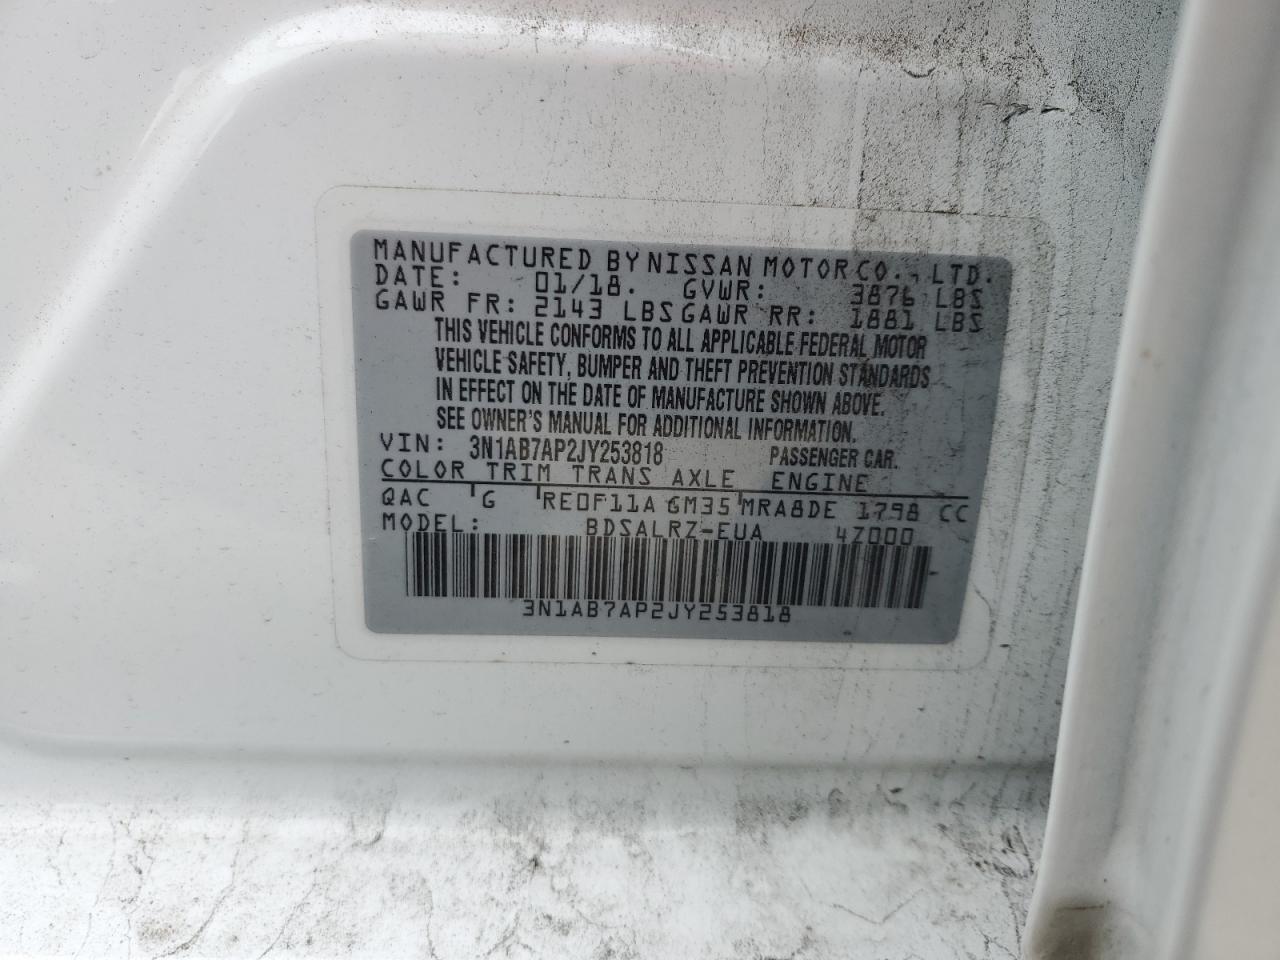 MANUFACTURED BY NISSAN MOTOR CO., LTD.
DATE: 01/18. GVWR: 3876 LBS
GAWR FR: 2143 LBS GAWR RR: 1881 LBS
THIS VEHICLE CONFORMS TO ALL APPLICABLE FEDERAL MOTOR
VEHICLE SAFETY, BUMPER AND THEFT PREVENTION STANDARDS
IN EFFECT ON THE DATE OF MANUFACTURE SHOWN ABOVE.
SEE OWNER'S MANUAL FOR ADDITIONAL INFORMATION.
VIN: 3N1AB7AP2JY253818 PASSENGER CAR.
COLOR TRIM TRANS AXLE ENGINE
QAC G RE0F11A GM35 MRA8DE 1798 CC
MODEL: BDSALRZ-EUA 4Z000
3N1AB7AP2JY253818